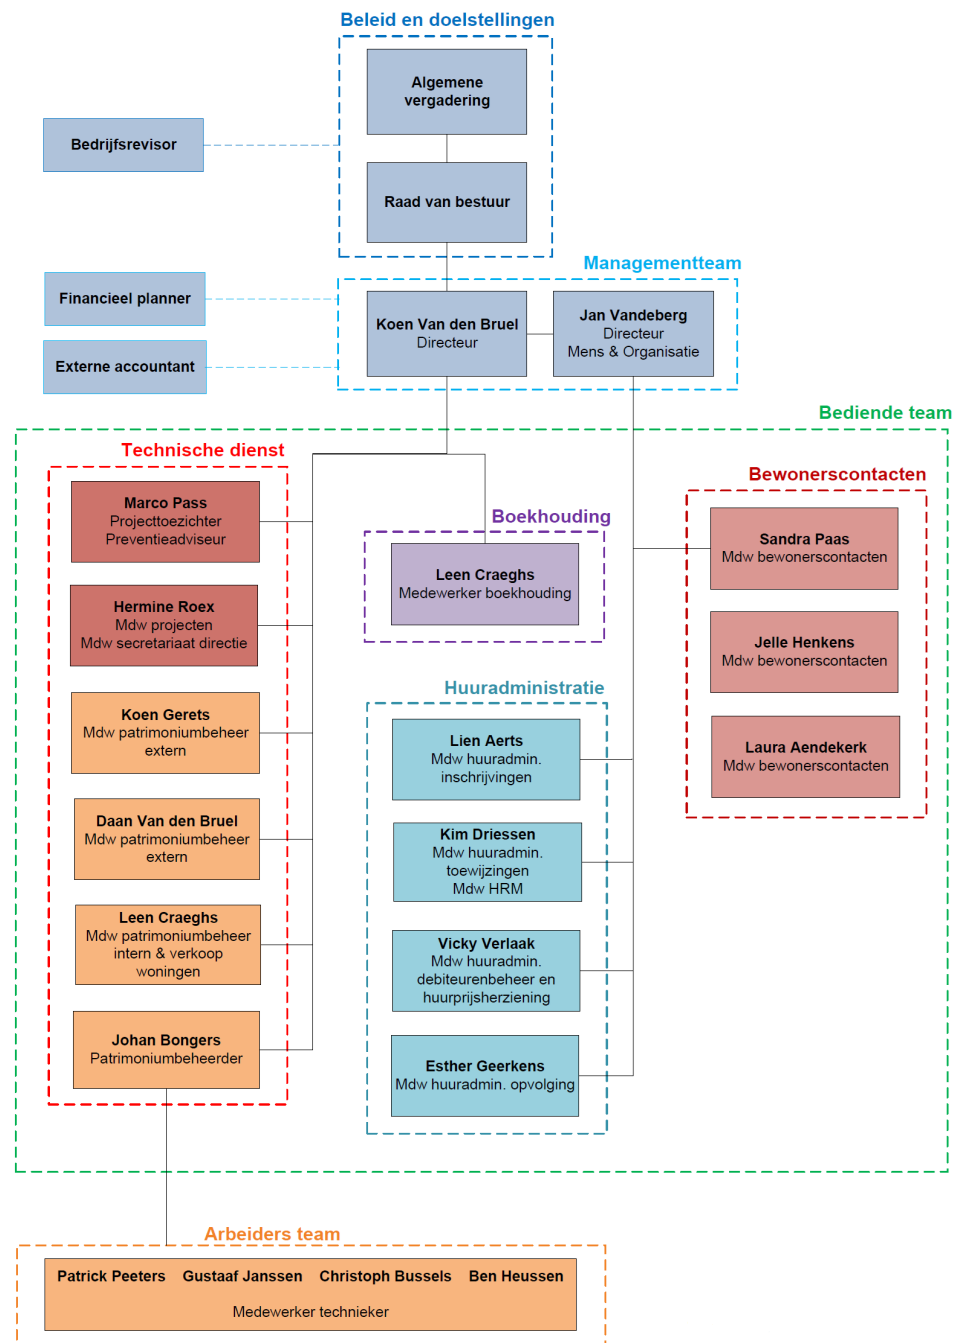 Beleid en doelstellingen
Algemene
vergadering
Bedrijfsrevisor
Raad van bestuur
Managementteam
Financieel planner
Koen Van den Bruel
Directeur
Jan Vandeberg
Directeur
Mens & Organisatie
Externe accountant
Bediende team
Technische dienst
Marco Pass
Projecttoezichter
Preventieadviseur
Hermine Roex
Mdw projecten
Mdw secretariaat directie
Koen Gerets
Mdw patrimoniumbeheer
extern
Daan Van den Bruel
Mdw patrimoniumbeheer
extern
Leen Craeghs
Mdw patrimoniumbeheer
intern & verkoop
woningen
Johan Bongers
Patrimoniumbeheerder
Boekhouding
Leen Craeghs
Medewerker boekhouding
Huuradministratie
Lien Aerts
Mdw huuradmin.
inschrijvingen
Kim Driessen
Mdw huuradmin.
toewijzingen
Mdw HRM
Vicky Verlaak
Mdw huuradmin.
debiteurenbeheer en
huurprijsherziening
Esther Geerkens
Mdw huuradmin. opvolging
Bewonerscontacten
Sandra Paas
Mdw bewonerscontacten
Jelle Henkens
Mdw bewonerscontacten
Laura Aendekerk
Mdw bewonerscontacten
Arbeiders team
Patrick Peeters Gustaaf Janssen Christoph Bussels Ben Heussen
Medewerker technieker